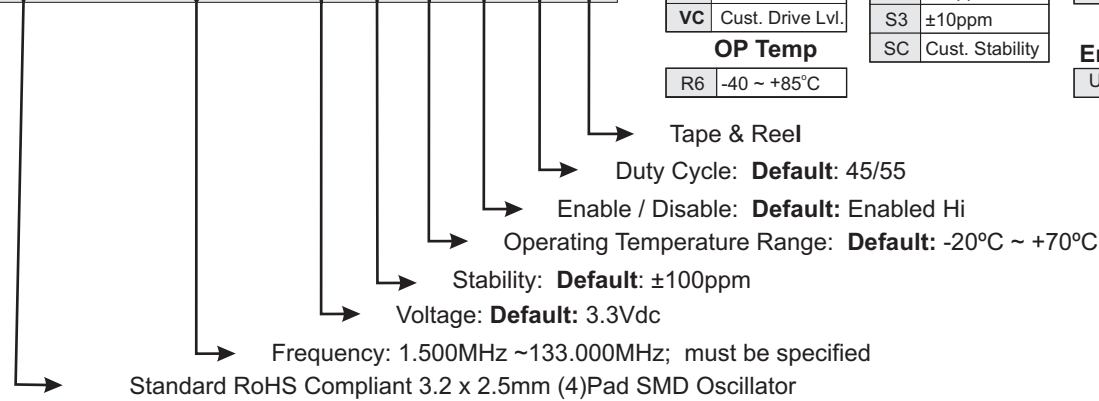 VC Cust. Drive Lvl.
S3 ±10ppm
OP Temp
SC Cust. Stability
R6 -40 ~ +85°C
Tape & Reel
Duty Cycle: Default: 45/55
Enable / Disable: Default: Enabled Hi
Operating Temperature Range: Default: -20ºC ~ +70ºC
Stability: Default: ±100ppm
Voltage: Default: 3.3Vdc
Frequency: 1.500MHz ~133.000MHz; must be specified
Standard RoHS Compliant 3.2 x 2.5mm (4)Pad SMD Oscillator